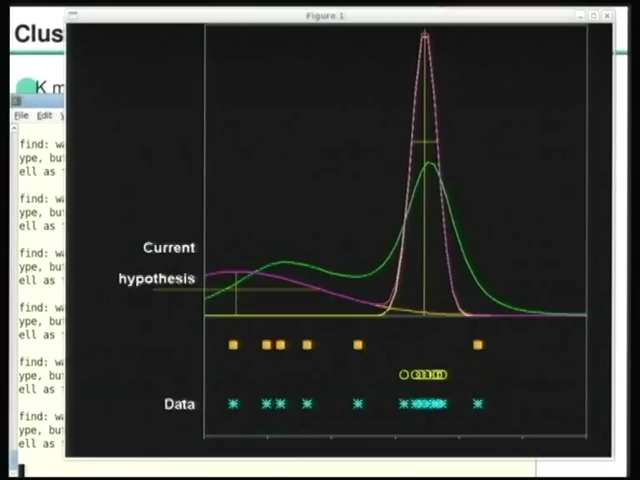 Figure 1
Clus
K m
File Edit
find: wa
ype, bu
ell as
find: wa
ype, bu
ell as
find: wa
ype, bu
ell as
find: wa
ype, bu
ell as
find: wa
ype, bu
ell as
find: wa
ype, bu
ell as
Current
hypothesis
Data